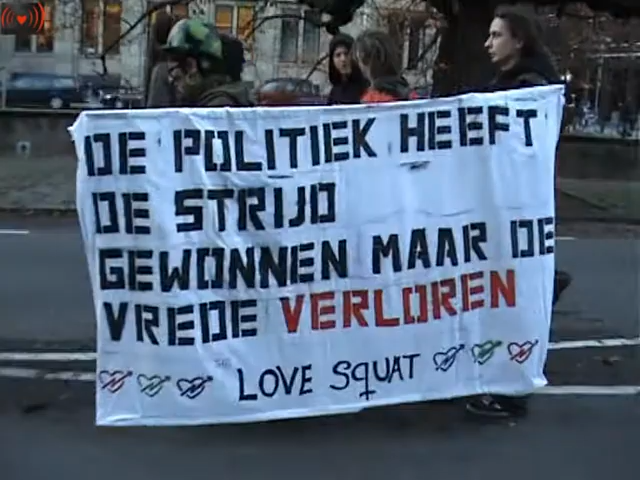 DE POLITIEK HEEFT
DE STRIJD
GEWONNEN MAAR DE
VREDE VERLOREN
LOVE SQUAT